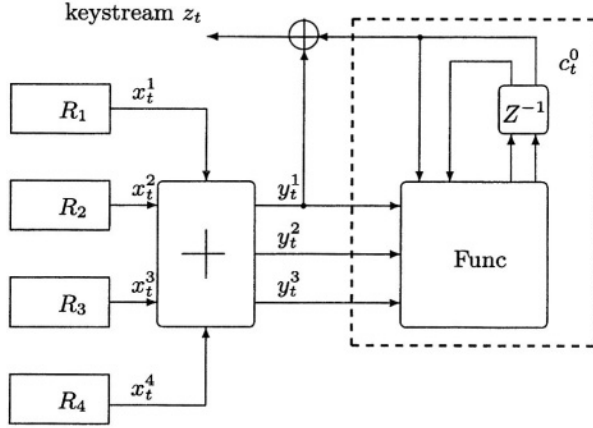 keystream z_t
c_t^0
R_1
x_t^1
Z^{-1}
R_2
x_t^2
y_t^1
+
y_t^2
Func
R_3
x_t^3
y_t^3
R_4
x_t^4